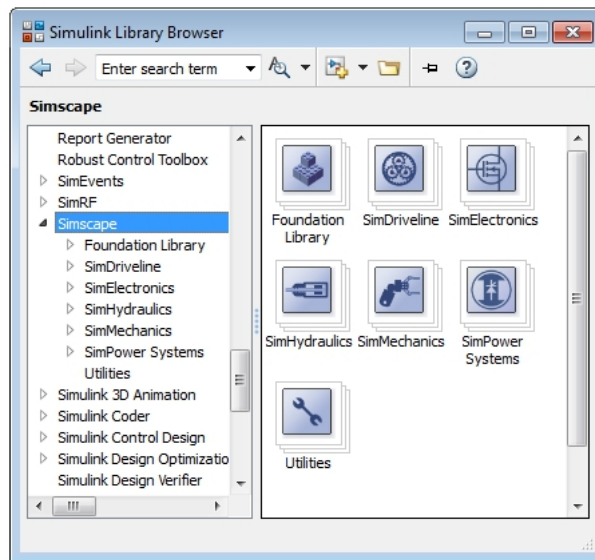 Simulink Library Browser
Enter search term
Simscape
Report Generator
Robust Control Toolbox
SimEvents
SimRF
Simscape
Foundation Library
SimDriveline
SimElectronics
SimHydraulics
SimMechanics
SimPower Systems
Utilities
Simulink 3D Animation
Simulink Coder
Simulink Control Design
Simulink Design Optimizatio
Simulink Design Verifier
Foundation
Library
SimDriveline
SimElectronics
SimHydraulics
SimMechanics
SimPower
Systems
Utilities